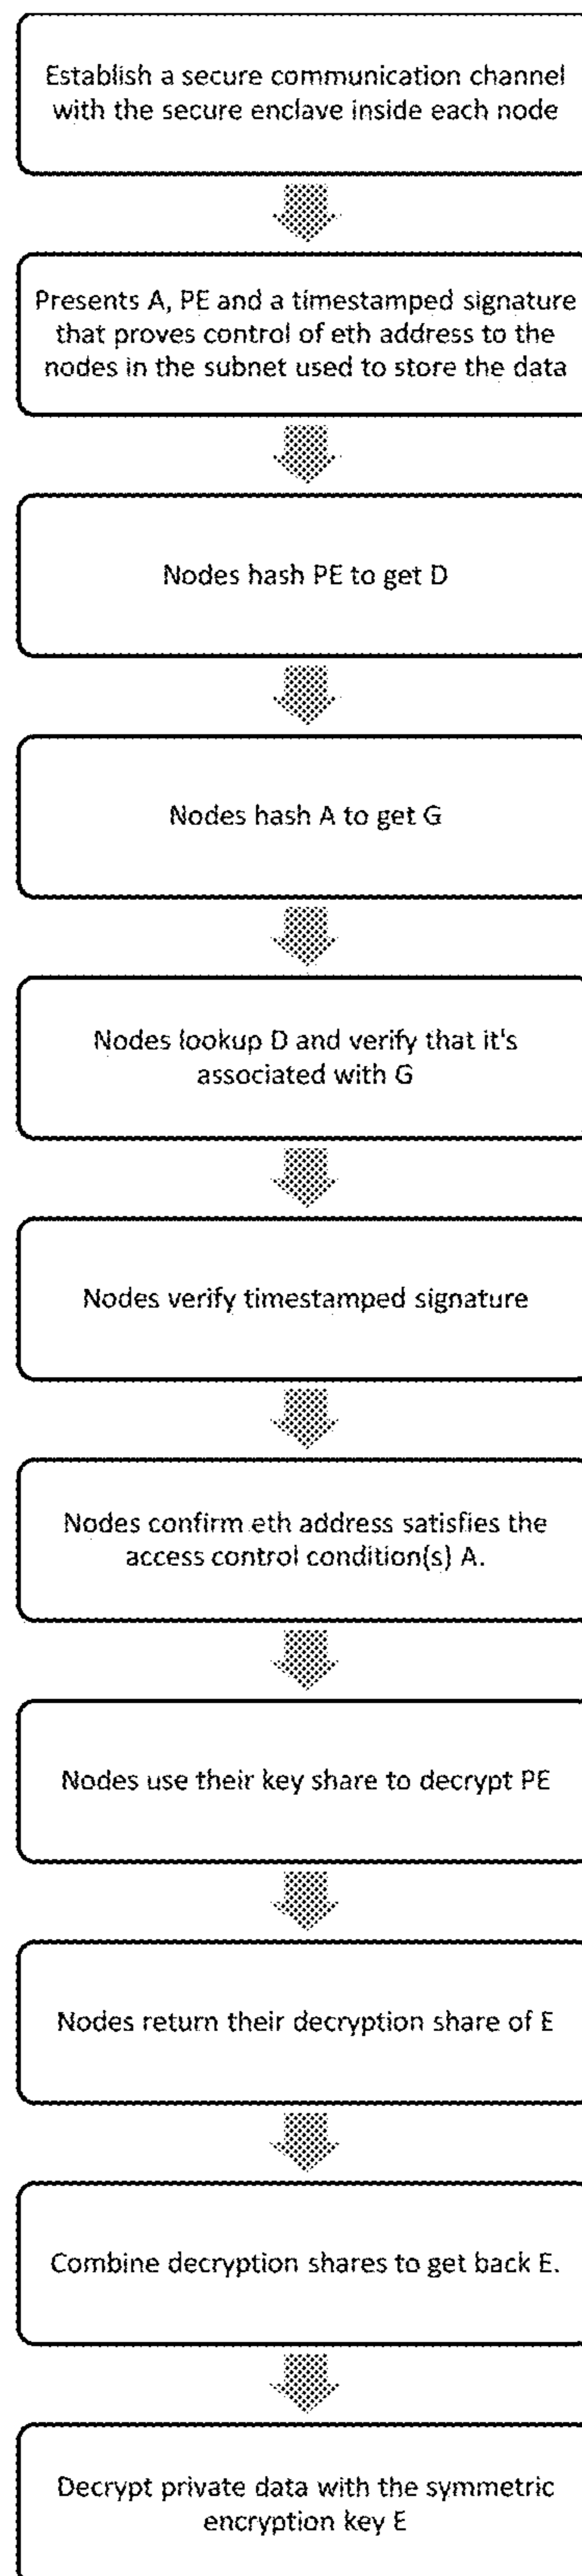 Establish a secure communication channel
with the secure enclave inside each node
Presents A, PE and a timestamped signature
that proves control of eth address to the
nodes in the subnet used to store the data
Nodes hash PE to get D
Nodes hash A to get G
Nodes lookup D and verify that it's
associated with G
Nodes verify timestamped signature
Nodes confirm eth address satisfies the
access control condition(s) A.
Nodes use their key share to decrypt PE
Nodes return their decryption share of E
Combine decryption shares to get back E.
Decrypt private data with the symmetric
encryption key E